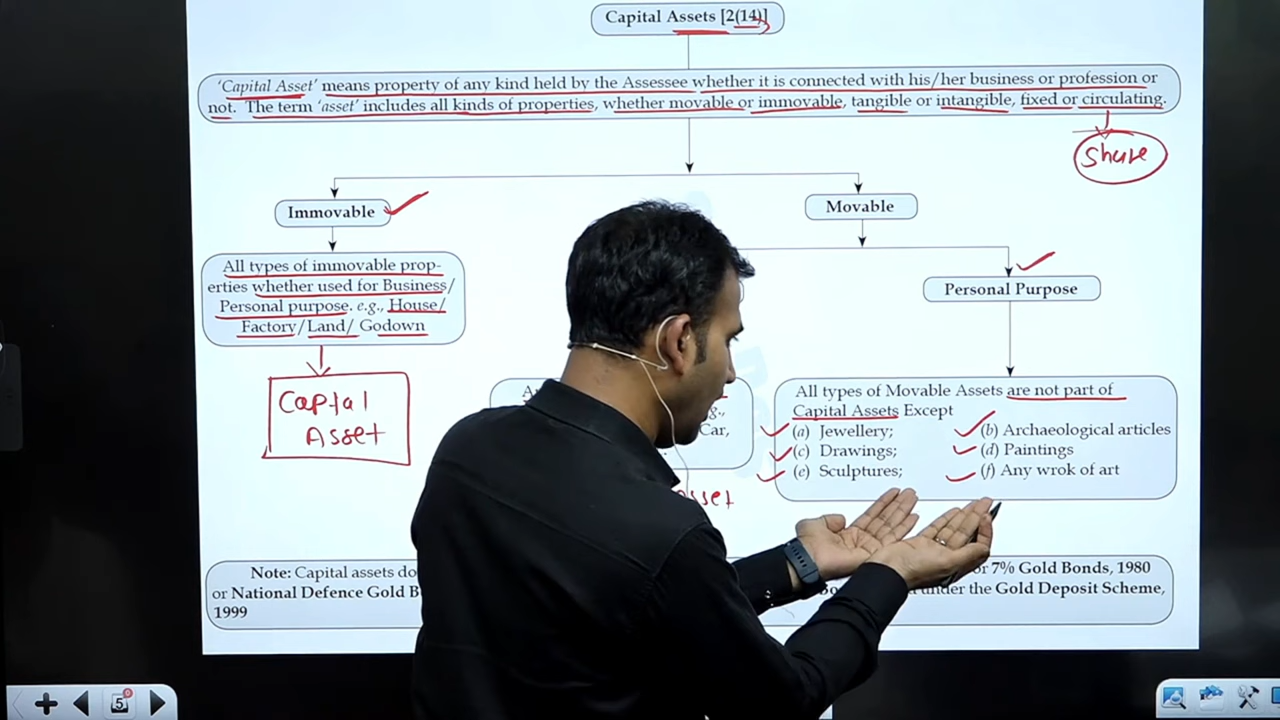 Capital Assets [2(14)]
‘Capital Asset’ means property of any kind held by the Assessee whether it is connected with his/her business or profession or
not. The term ‘asset’ includes all kinds of properties, whether movable or immovable, tangible or intangible, fixed or circulating.
Share
Immovable
Movable
All types of immovable prop-
erties whether used for Business/
Personal purpose. e.g., House/
Factory/Land/ Godown
Personal Purpose
Capital
Asset
Car,
Asset
All types of Movable Assets are not part of
Capital Assets Except
(a) Jewellery; (b) Archaeological articles
(c) Drawings; (d) Paintings
(e) Sculptures; (f) Any wrok of art
Note: Capital assets do
or 7% Gold Bonds, 1980
or National Defence Gold B
under the Gold Deposit Scheme,
1999
5